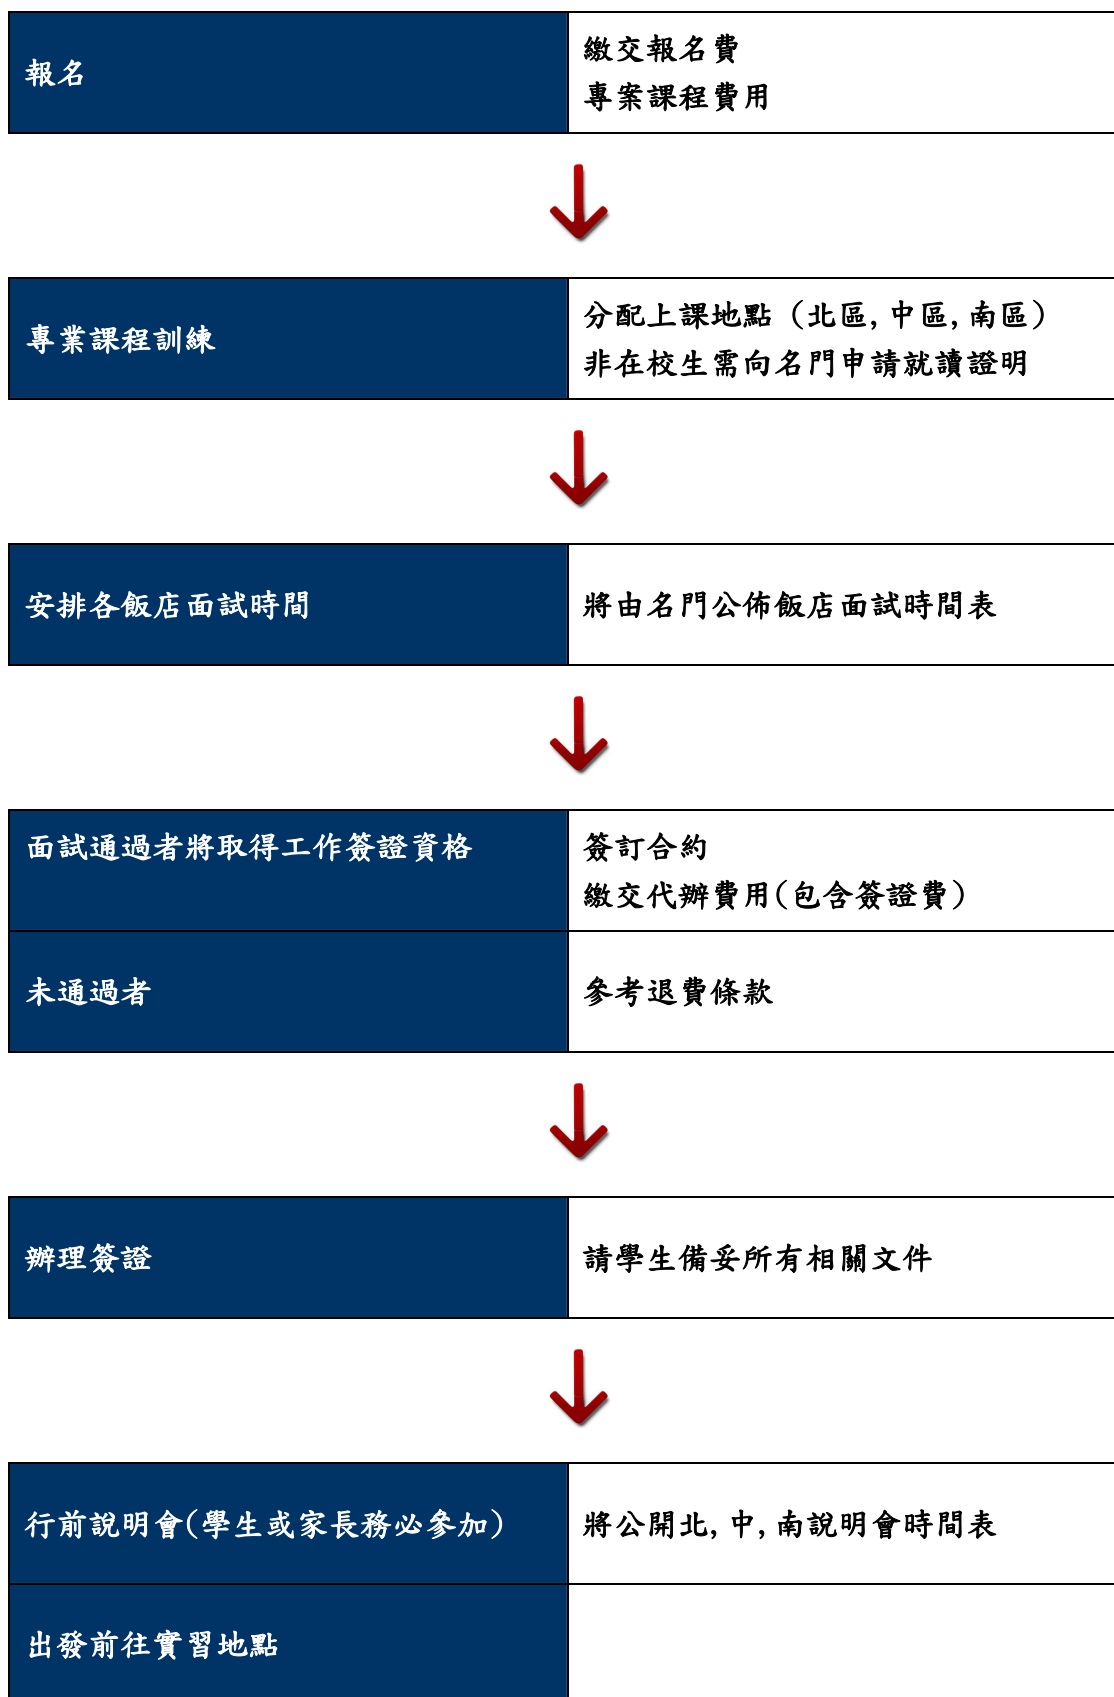 報名
繳交報名費
專案課程費用
專業課程訓練
分配上課地點 (北區,中區,南區)
非在校生需向名門申請就讀證明
安排各飯店面試時間
將由名門公佈飯店面試時間表
面試通過者將取得工作簽證資格
簽訂合約
繳交代辦費用(包含簽證費)
未通過者
參考退費條款
辦理簽證
請學生備妥所有相關文件
行前說明會(學生或家長務必參加)
將公開北,中,南說明會時間表
出發前往實習地點